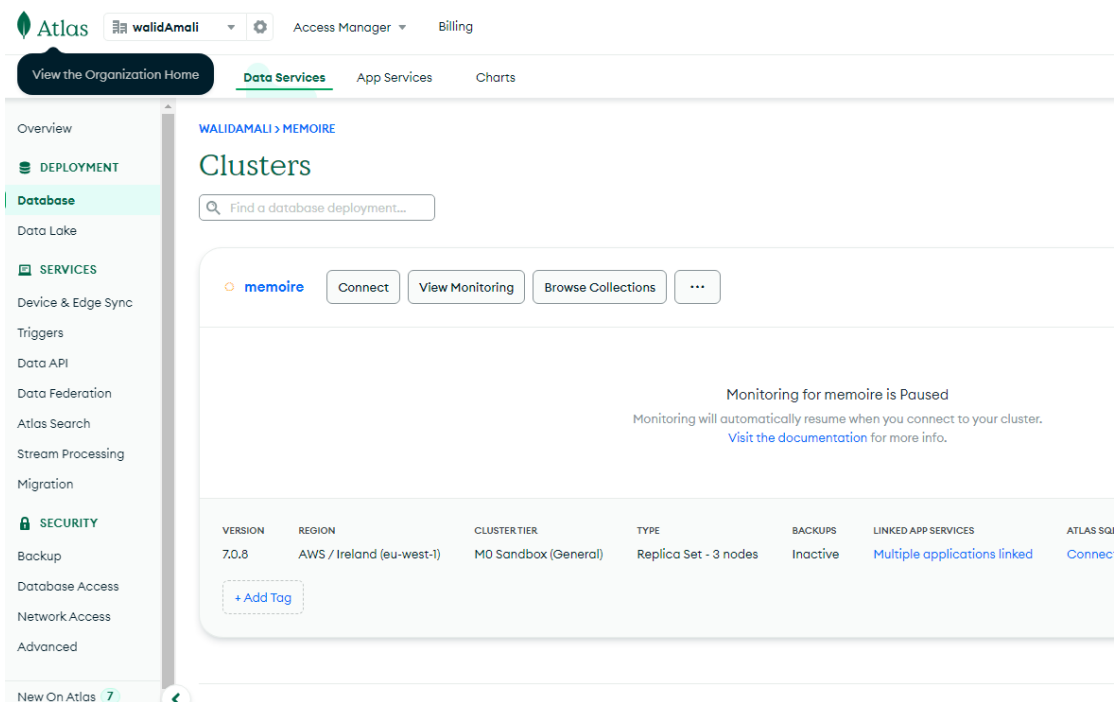 Atlas
walidAmali
Access Manager
Billing
View the Organization Home
Data Services
App Services
Charts
Overview
DEPLOYMENT
Database
Data Lake
SERVICES
Device & Edge Sync
Triggers
Data API
Data Federation
Atlas Search
Stream Processing
Migration
SECURITY
Backup
Database Access
Network Access
Advanced
New On Atlas 7
WALIDAMALI > MEMOIRE
Clusters
Find a database deployment...
memoire
Connect
View Monitoring
Browse Collections
...
Monitoring for memoire is Paused
Monitoring will automatically resume when you connect to your cluster.
Visit the documentation for more info.
VERSION REGION CLUSTER TIER TYPE BACKUPS LINKED APP SERVICES ATLAS SQL
7.0.8 AWS / Ireland (eu-west-1) M0 Sandbox (General) Replica Set - 3 nodes Inactive Multiple applications linked Connect
+ Add Tag